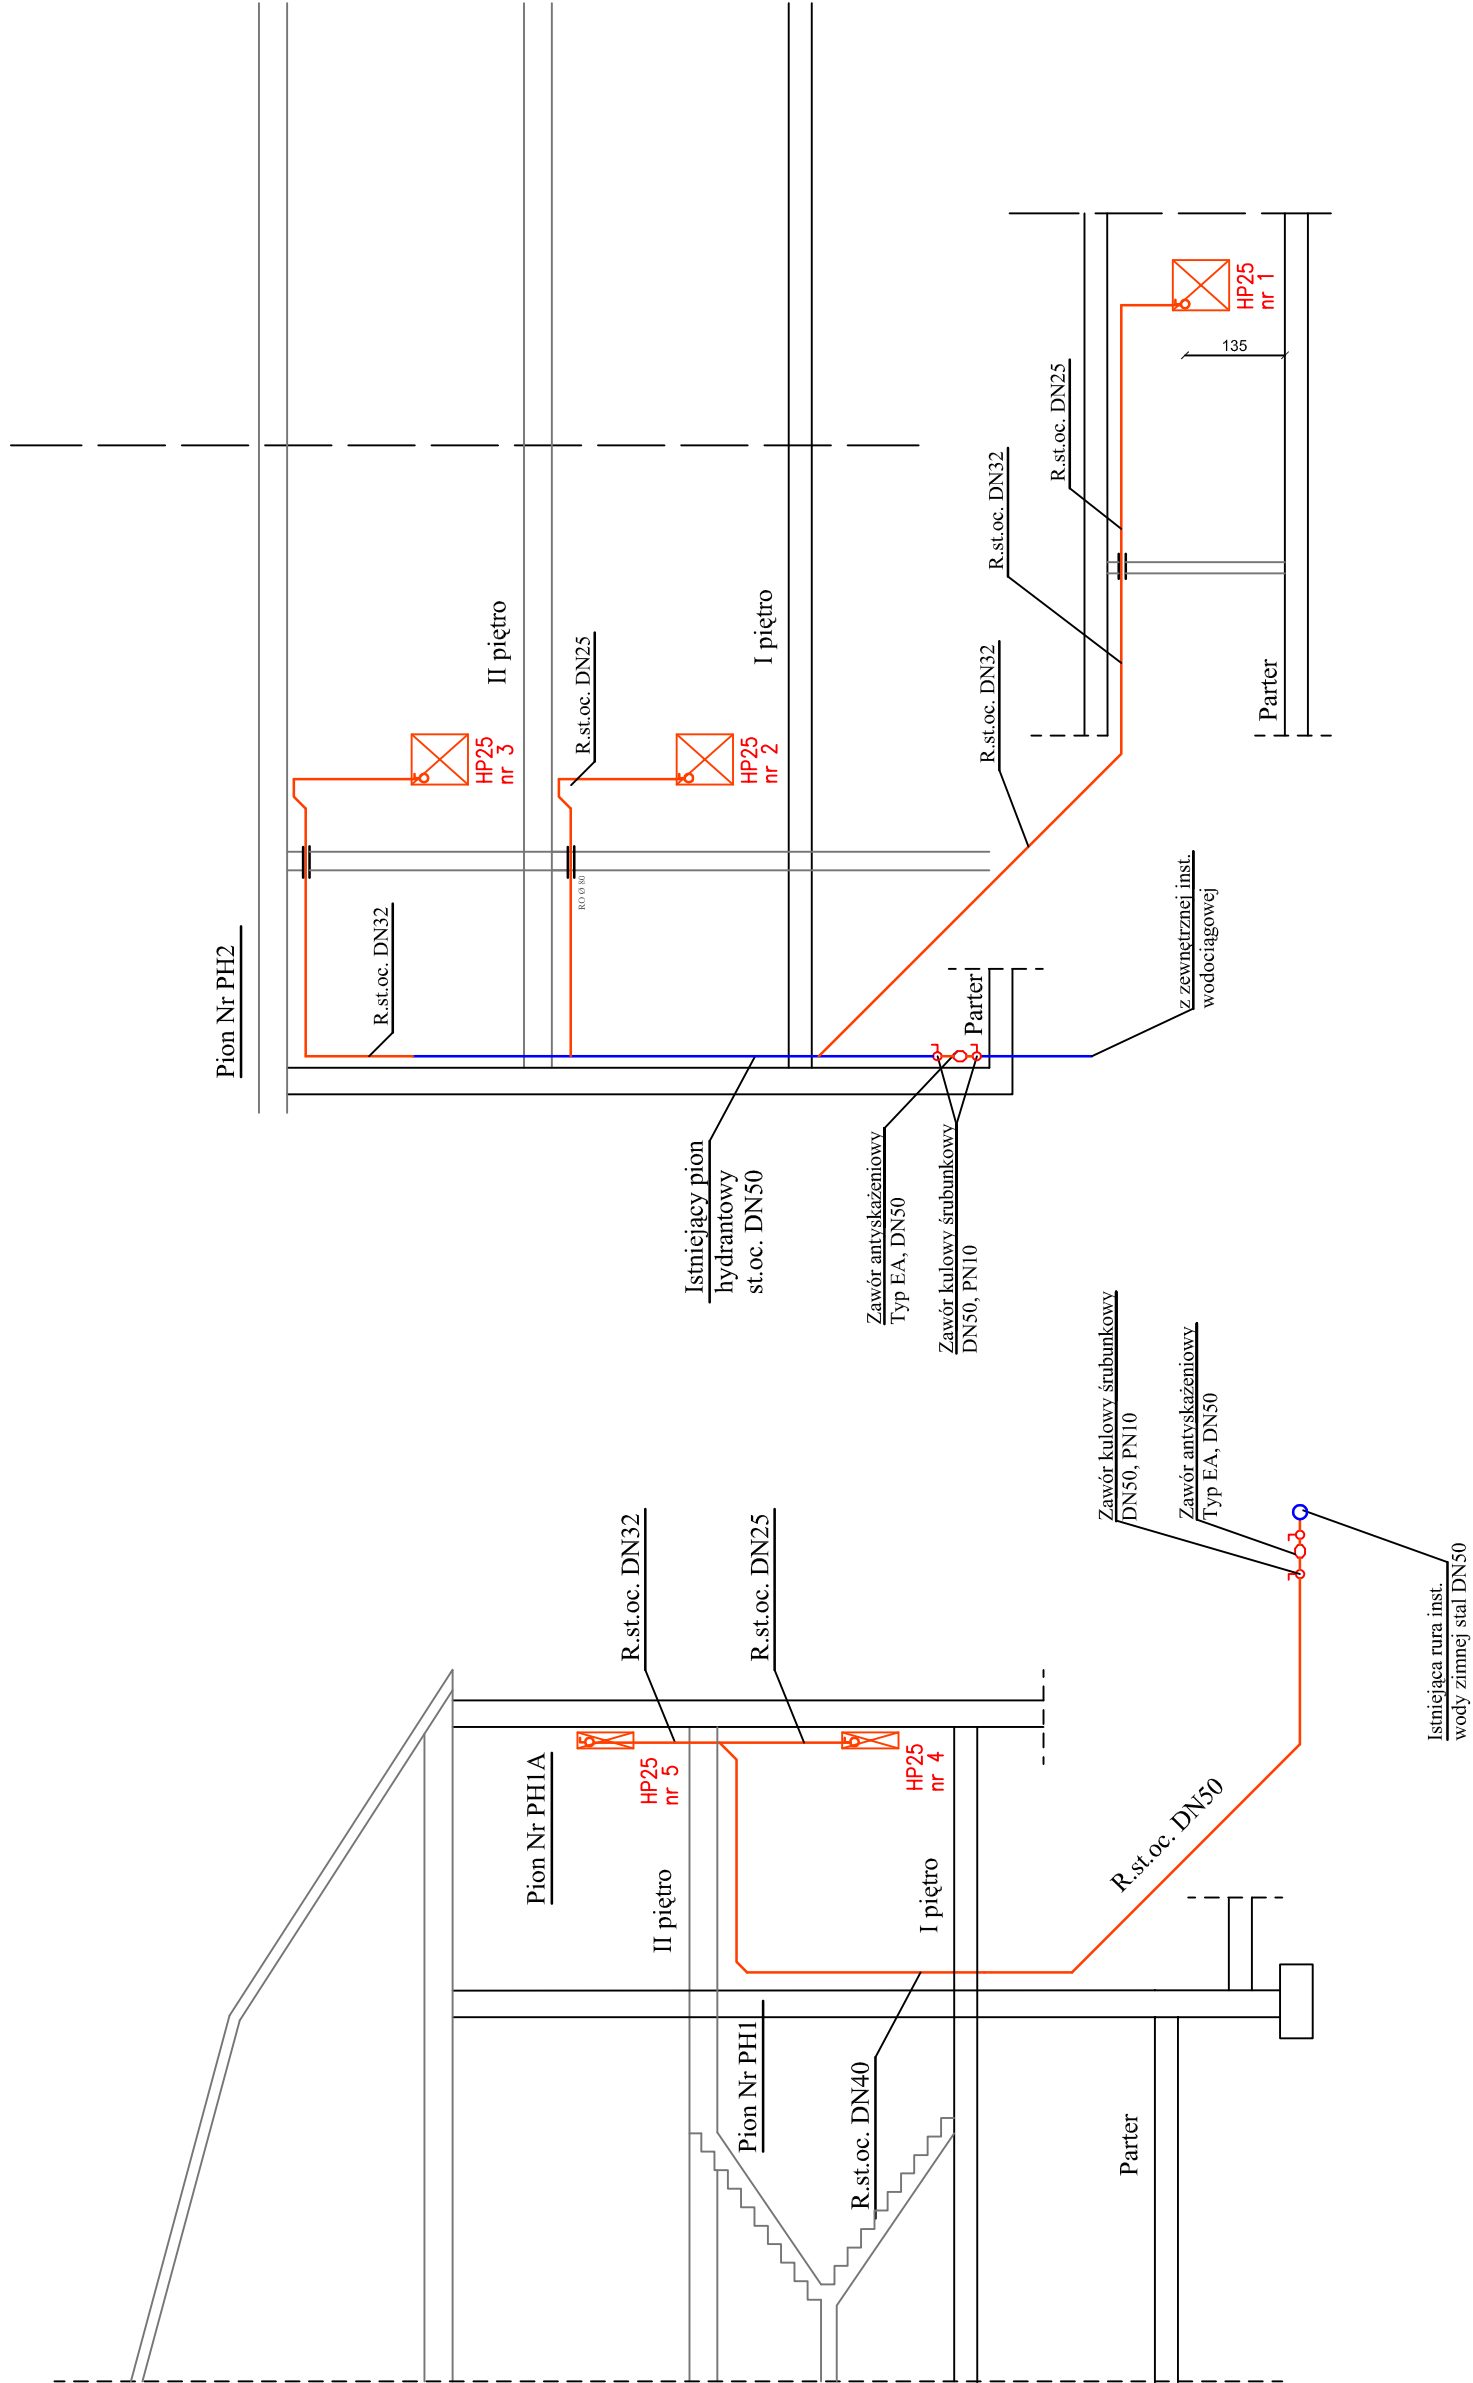 Pion Nr PH2
R.st.oc. DN32
HP25
nr 3
II piętro
R.st.oc. DN25
RO Ø 80
HP25
nr 2
I piętro
Istniejący pion
hydrantowy
st.oc. DN50
Zawór antyskażeniowy
Typ EA, DN50
Zawór kulowy śrubunkowy
DN50, PN10
Parter
R.st.oc. DN32
R.st.oc. DN32
R.st.oc. DN25
HP25
nr 1
135
Parter
z zewnętrznej inst.
wodociągowej
Pion Nr PH1A
R.st.oc. DN32
HP25
nr 5
II piętro
R.st.oc. DN25
Pion Nr PH1
R.st.oc. DN40
HP25
nr 4
I piętro
Parter
R.st.oc. DN50
Zawór kulowy śrubunkowy
DN50, PN10
Zawór antyskażeniowy
Typ EA, DN50
Istniejąca rura inst.
wody zimnej stal DN50